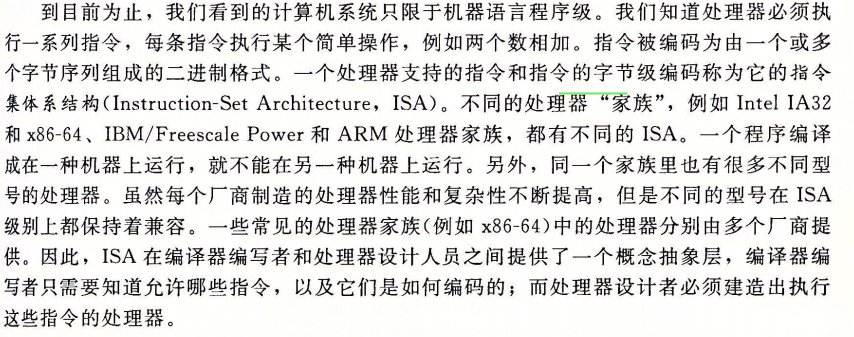 到目前为止，我们看到的计算机系统只限于机器语言程序级。我们知道处理器必须执
行一系列指令，每条指令执行某个简单操作，例如两个数相加。指令被编码为由一个或多
个字节序列组成的二进制格式。一个处理器支持的指令和指令的字节级编码称为它的指令
集体系结构(Instruction-Set Architecture，ISA)。不同的处理器“家族”，例如 Intel IA32
和 x86-64、IBM/Freescale Power 和 ARM 处理器家族，都有不同的 ISA。一个程序编译
成在一种机器上运行，就不能在另一种机器上运行。另外，同一个家族里也有很多不同型
号的处理器。虽然每个厂商制造的处理器性能和复杂性不断提高，但是不同的型号在 ISA
级别上都保持着兼容。一些常见的处理器家族(例如 x86-64)中的处理器分别由多个厂商提
供。因此，ISA 在编译器编写者和处理器设计人员之间提供了一个概念抽象层，编译器编
写者只需要知道允许哪些指令，以及它们是如何编码的；而处理器设计者必须建造出执行
这些指令的处理器。